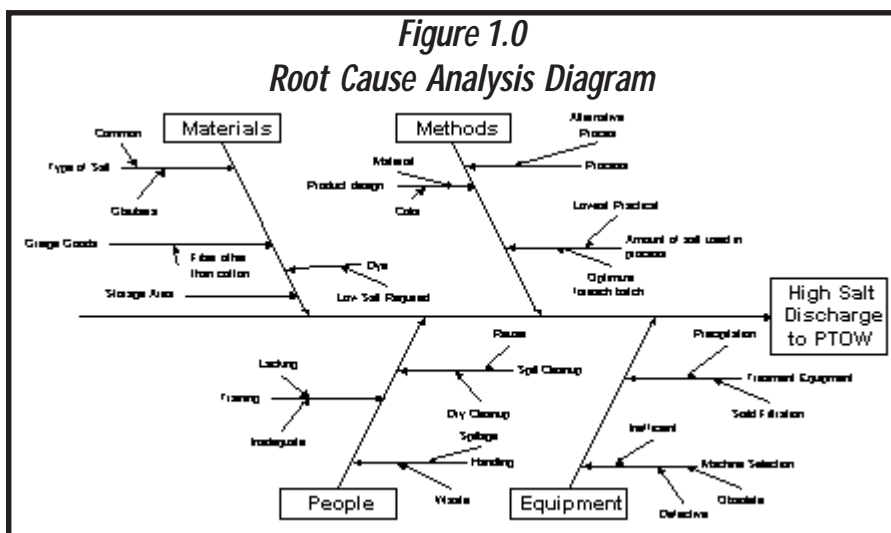 Figure 1.0
Root Cause Analysis Diagram
Materials
Methods
Common
Type of Salt
Glaubers
Greige Goods
Fiber other
than cotton
Storage Area
Dye
Low Salt Required
Alternative
Process
Process
Material
Product design
Color
Lowest Practical
Amount of salt used in
process
Optimum
for each batch
High Salt
Discharge
to PTOW
Lacking
Training
Inadequate
Reuse
Spill Cleanup
Dry Cleanup
Spillage
Handling
Waste
Precipitation
Treatment Equipment
Solid Filtration
Inefficient
Machine Selection
Obsolete
Defective
People
Equipment